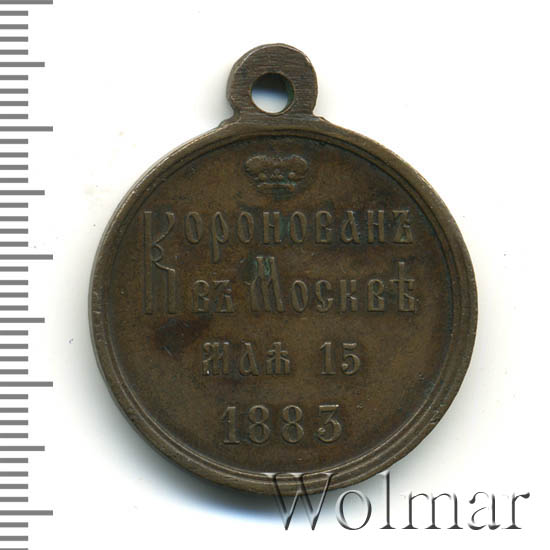 Коронованъ
въ Москвѣ
маѧ 15
1883
Wolmar